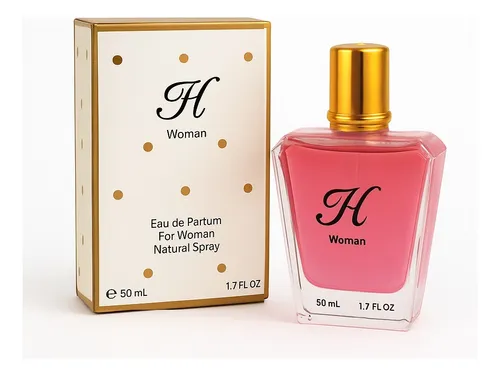 H
Woman
Eau de Partum
For Woman
Natural Spray
℮ 50 mL 1.7 FL OZ
H
Woman
50 mL 1.7 FL OZ